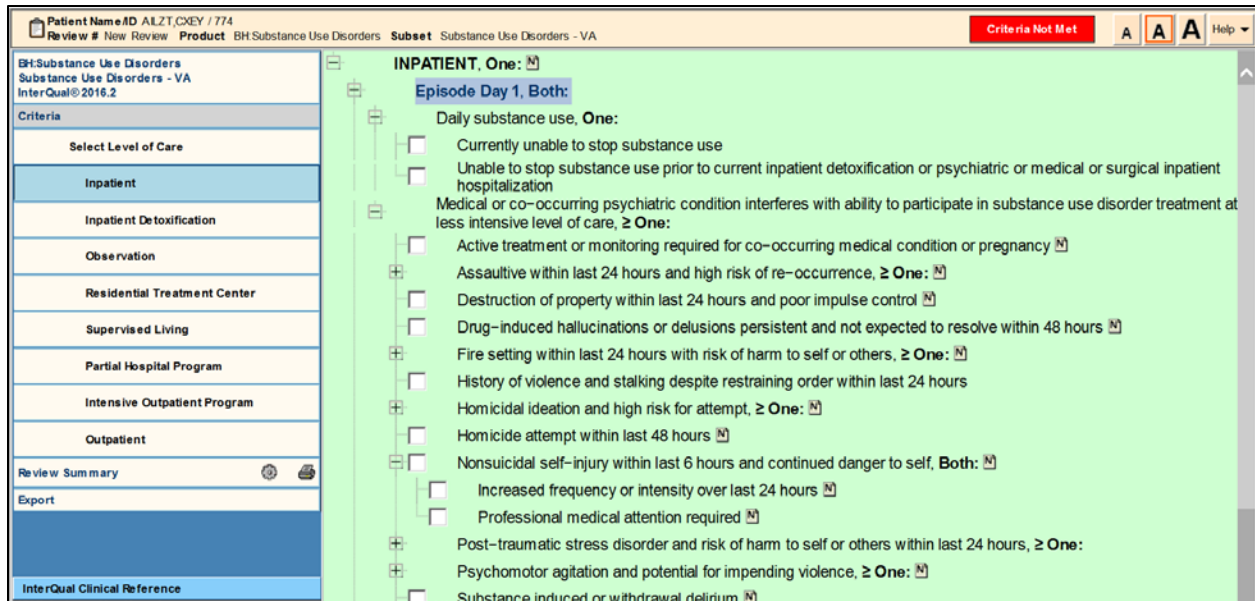 Patient Name/ID AILZT,CXEY / 774
Review # New Review Product BH:Substance Use Disorders Subset Substance Use Disorders - VA
Criteria Not Met
A A A Help
BH:Substance Use Disorders
Substance Use Disorders - VA
InterQual® 2016.2
Criteria
Select Level of Care
Inpatient
Inpatient Detoxification
Observation
Residential Treatment Center
Supervised Living
Partial Hospital Program
Intensive Outpatient Program
Outpatient
Review Summary
Export
InterQual Clinical Reference
INPATIENT, One: N
Episode Day 1, Both:
Daily substance use, One:
Currently unable to stop substance use
Unable to stop substance use prior to current inpatient detoxification or psychiatric or medical or surgical inpatient
hospitalization
Medical or co-occurring psychiatric condition interferes with ability to participate in substance use disorder treatment at
less intensive level of care, ≥ One:
Active treatment or monitoring required for co-occurring medical condition or pregnancy N
Assaultive within last 24 hours and high risk of re-occurrence, ≥ One: N
Destruction of property within last 24 hours and poor impulse control N
Drug-induced hallucinations or delusions persistent and not expected to resolve within 48 hours N
Fire setting within last 24 hours with risk of harm to self or others, ≥ One: N
History of violence and stalking despite restraining order within last 24 hours
Homicidal ideation and high risk for attempt, ≥ One: N
Homicide attempt within last 48 hours N
Nonsuicidal self-injury within last 6 hours and continued danger to self, Both: N
Increased frequency or intensity over last 24 hours N
Professional medical attention required N
Post-traumatic stress disorder and risk of harm to self or others within last 24 hours, ≥ One:
Psychomotor agitation and potential for impending violence, ≥ One: N
Substance induced or withdrawal delirium N